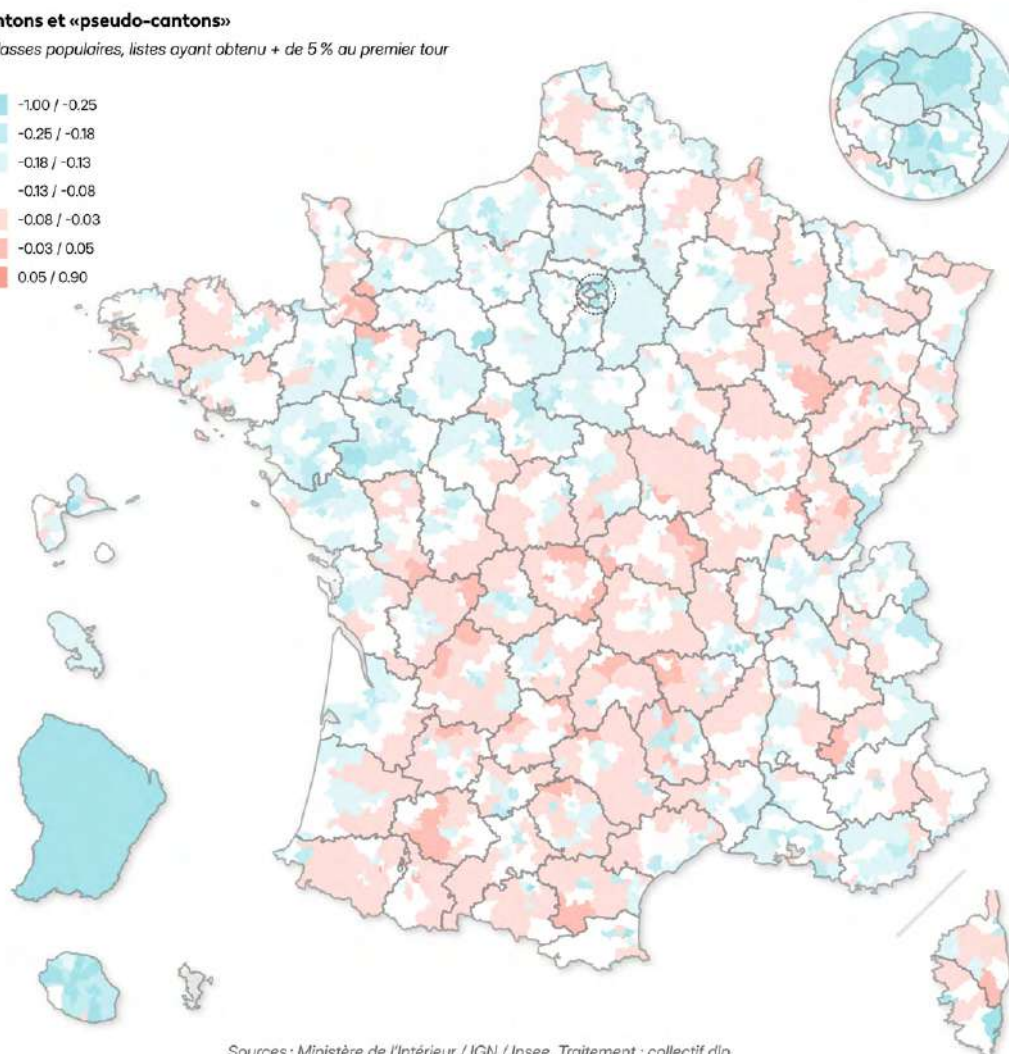 ntons et «pseudo-cantons»
lasses populaires, listes ayant obtenu + de 5 % au premier tour
-1.00 / -0.25
-0.25 / -0.18
-0.18 / -0.13
-0.13 / -0.08
-0.08 / -0.03
-0.03 / 0.05
0.05 / 0.90
Sources : Ministère de l'Intérieur / IGN / Insee. Traitement : collectif dlp